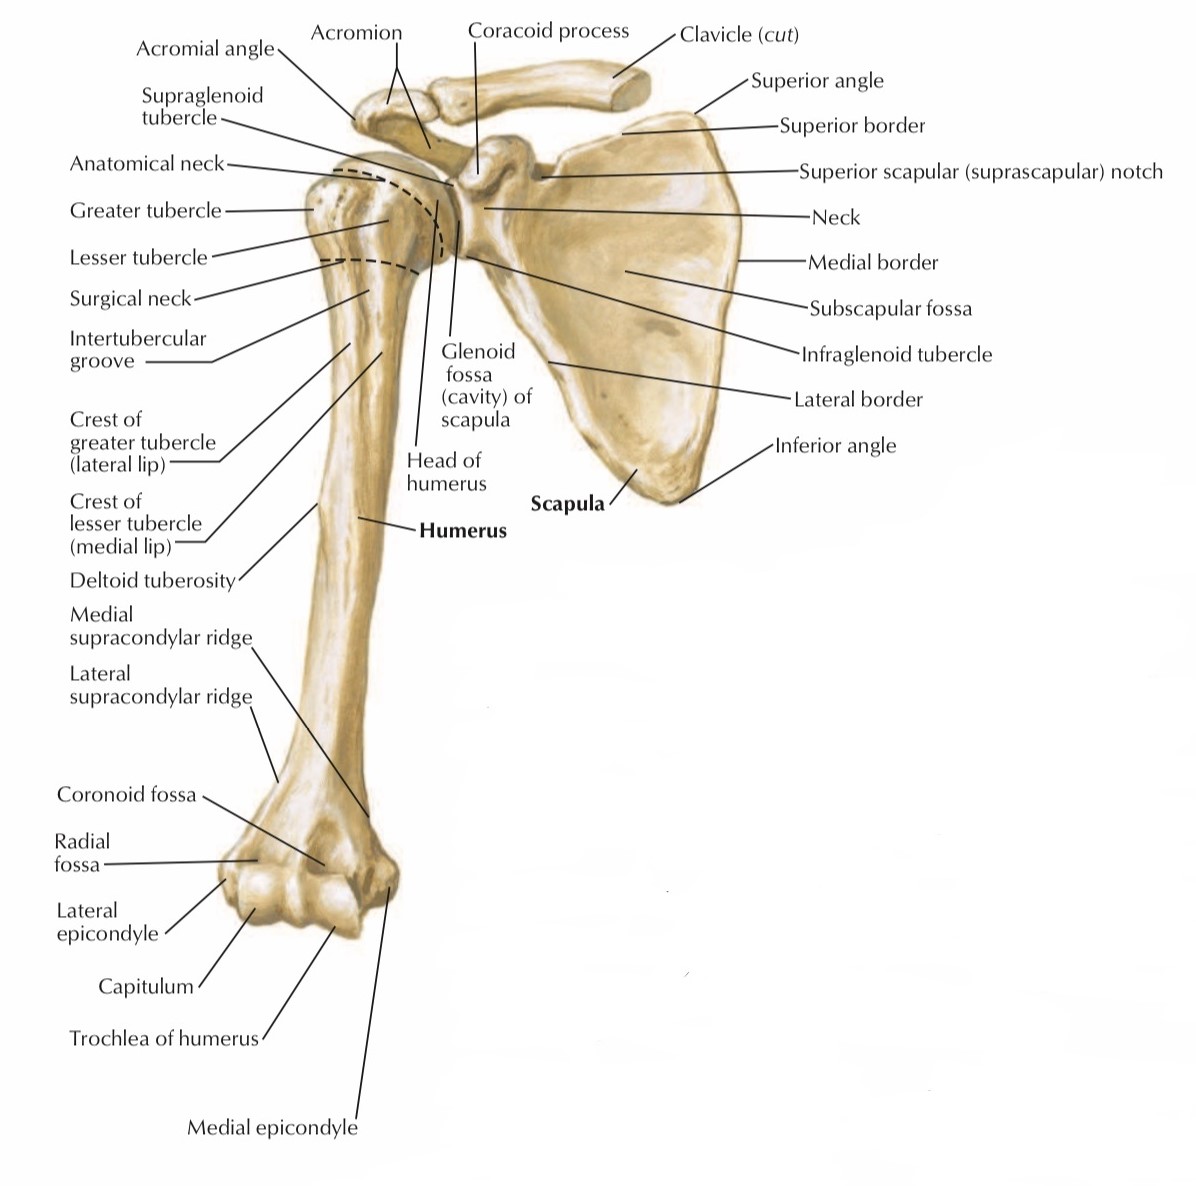 Acromion
Coracoid process
Clavicle (cut)
Acromial angle
Superior angle
Supraglenoid
tubercle
Superior border
Anatomical neck
Superior scapular (suprascapular) notch
Greater tubercle
Neck
Lesser tubercle
Medial border
Surgical neck
Subscapular fossa
Intertubercular
groove
Glenoid
fossa
(cavity) of
scapula
Infraglenoid tubercle
Lateral border
Crest of
greater tubercle
(lateral lip)
Head of
humerus
Inferior angle
Crest of
lesser tubercle
(medial lip)
Scapula
Humerus
Deltoid tuberosity
Medial
supracondylar ridge
Lateral
supracondylar ridge
Coronoid fossa
Radial
fossa
Lateral
epicondyle
Capitulum
Trochlea of humerus
Medial epicondyle